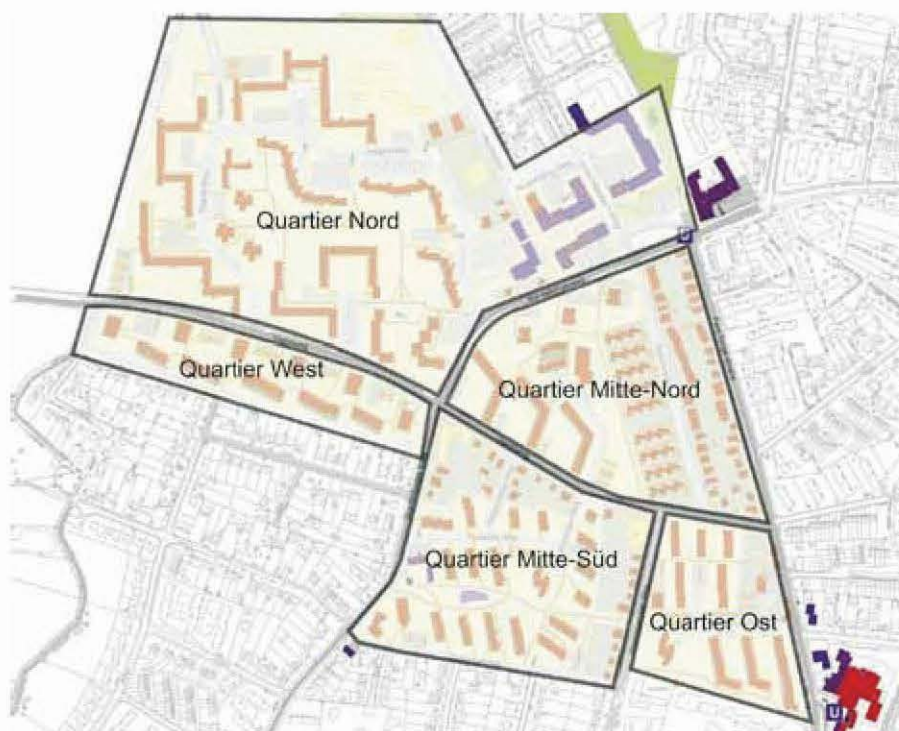 Quartier Nord
U
Quartier West
Quartier Mitte-Nord
Quartier Mitte-Süd
Quartier Ost
U